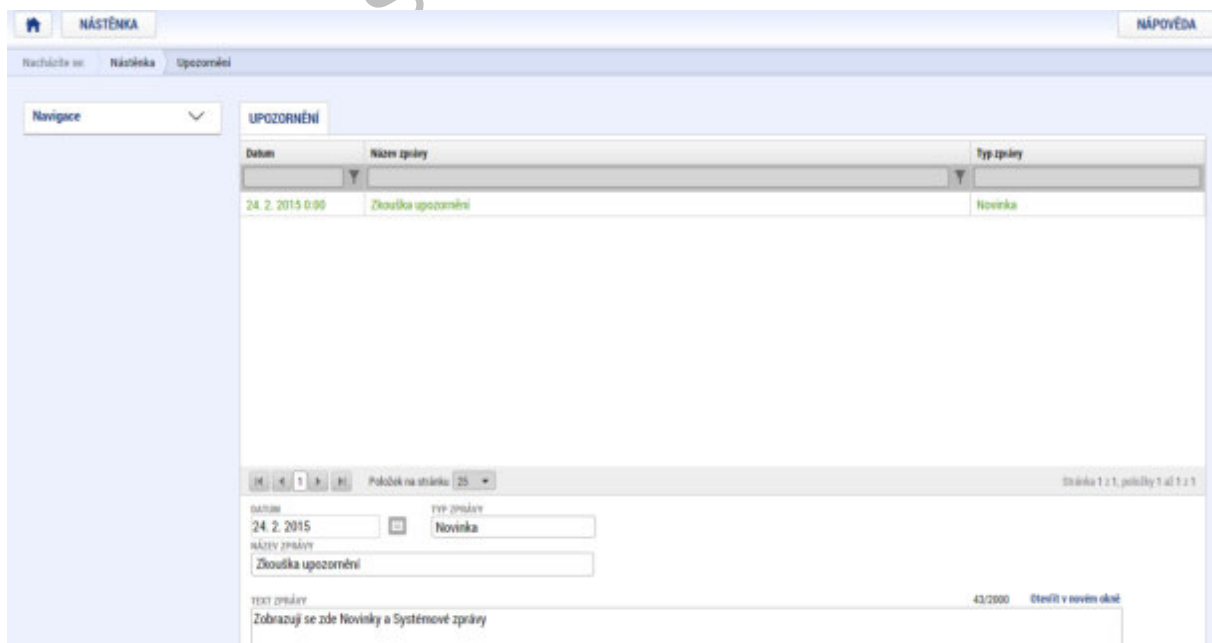 NÁSTĚNKA NÁPOVĚDA
Nacházíte se: Nástěnka Upozornění
Navigace UPOZORNĚNÍ
Datum Název zprávy Typ zprávy
24. 2. 2015 0:00 Zkouška upozornění Novinka
1 Položek na stránku 25 Stránka 1 z 1, položky 1 až 1 z 1
DATUM TYP ZPRÁVY
24. 2. 2015 Novinka
NÁZEV ZPRÁVY
Zkouška upozornění
TEXT ZPRÁVY 43/2000 Otevřít v novém okně
Zobrazují se zde Novinky a Systémové zprávy